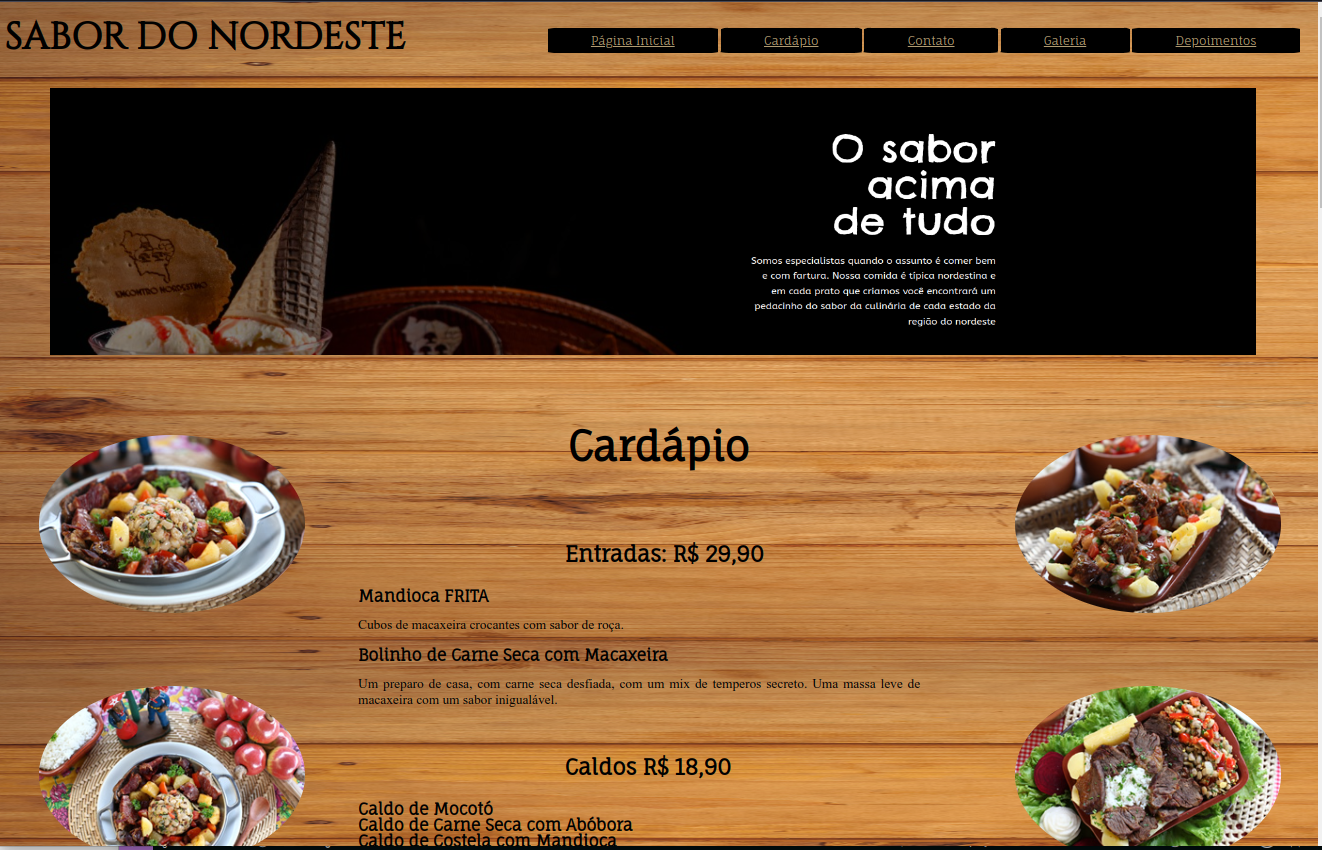 SABOR DO NORDESTE
Página Inicial Cardápio Contato Galeria Depoimentos
O sabor
acima
de tudo
Somos especialistas quando o assunto é comer bem
e com fartura. Nossa comida é típica nordestina e
em cada prato que criamos você encontrará um
pedacinho do sabor da culinária de cada estado da
região do nordeste
ENCONTRO NORDESTINO
Cardápio
Entradas: R$ 29,90
Mandioca FRITA
Cubos de macaxeira crocantes com sabor de roça.
Bolinho de Carne Seca com Macaxeira
Um preparo de casa, com carne seca desfiada, com um mix de temperos secreto. Uma massa leve de
macaxeira com um sabor inigualável.
Caldos R$ 18,90
Caldo de Mocotó
Caldo de Carne Seca com Abóbora
Caldo de Costela com Mandioca